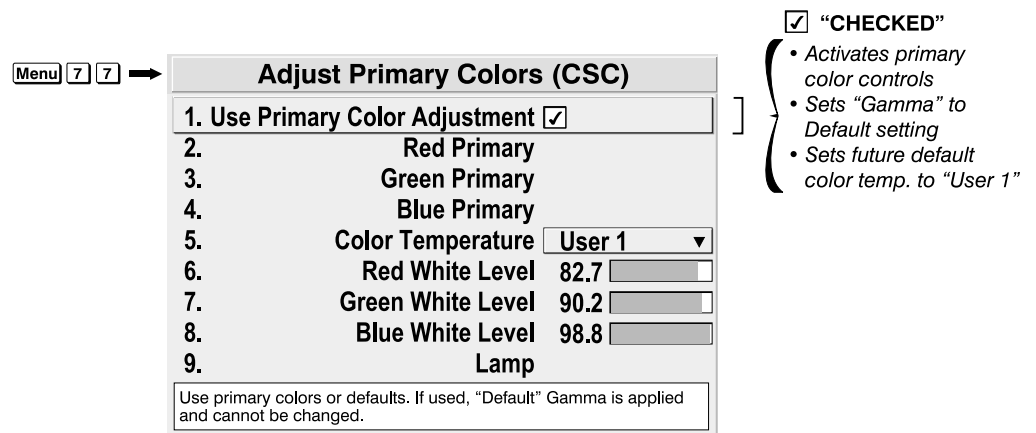 Menu 7 7
Adjust Primary Colors (CSC)
1. Use Primary Color Adjustment
2. Red Primary
3. Green Primary
4. Blue Primary
5. Color Temperature User 1
6. Red White Level 82.7
7. Green White Level 90.2
8. Blue White Level 98.8
9. Lamp
Use primary colors or defaults. If used, “Default” Gamma is applied
and cannot be changed.
“CHECKED”
• Activates primary
color controls
• Sets “Gamma” to
Default setting
• Sets future default
color temp. to “User 1”